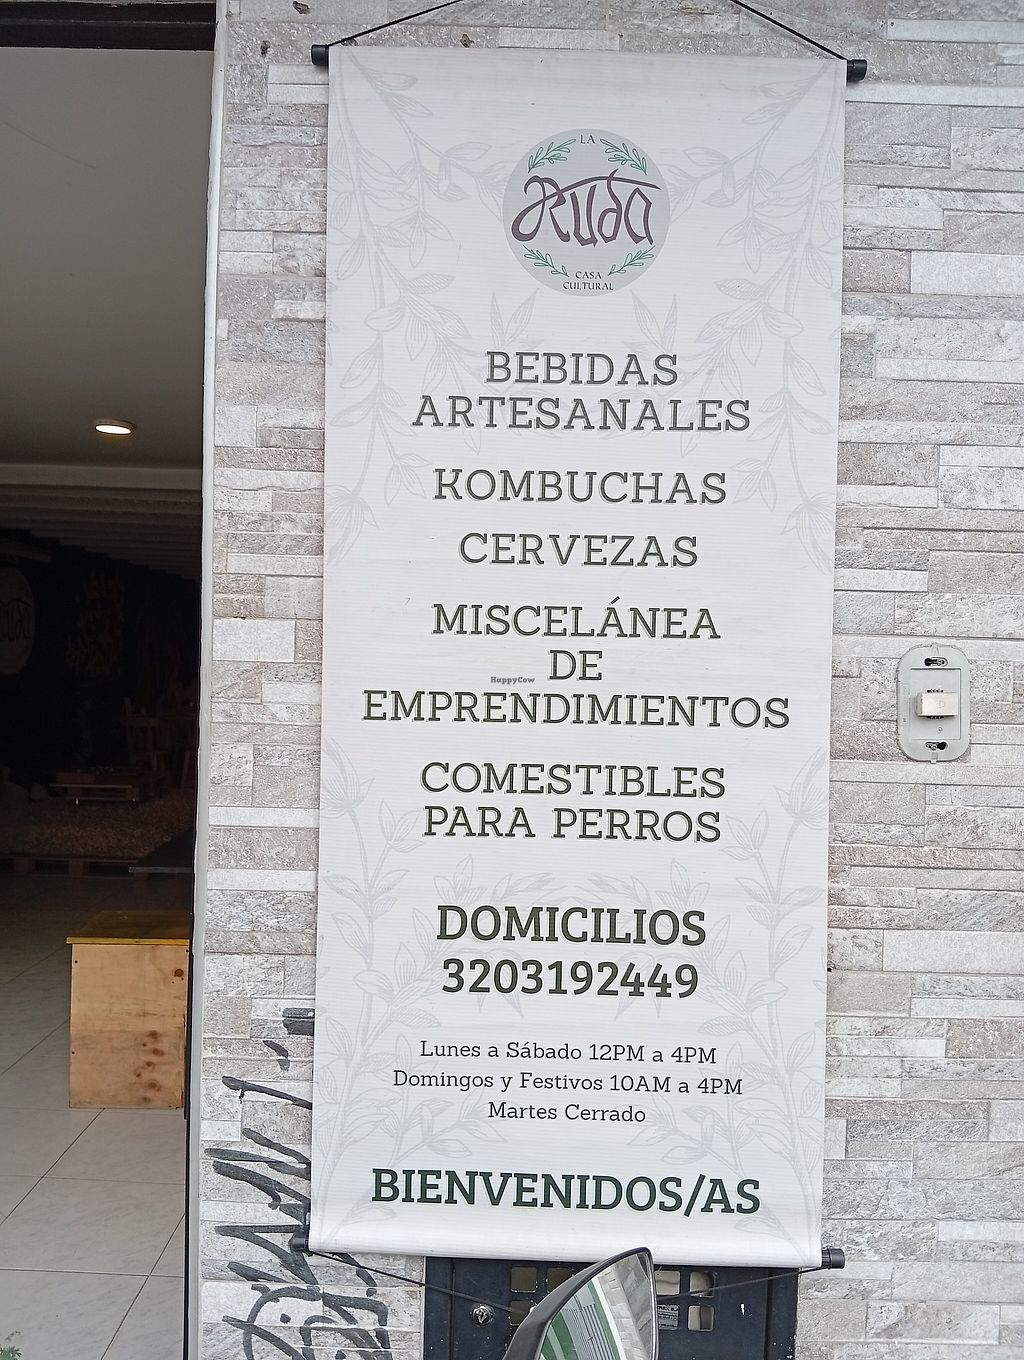 LA
Ruda
CASA
CULTURAL
BEBIDAS
ARTESANALES
KOMBUCHAS
CERVEZAS
MISCELÁNEA
DE
HappyCow
EMPRENDIMIENTOS
COMESTIBLES
PARA PERROS
DOMICILIOS
3203192449
Lunes a Sábado 12PM a 4PM
Domingos y Festivos 10AM a 4PM
Martes Cerrado
BIENVENIDOS/AS